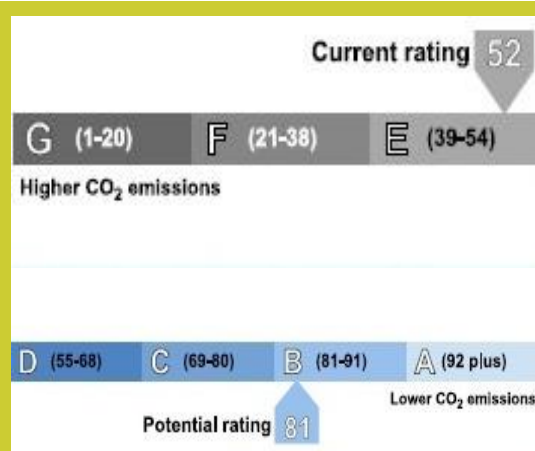 Current rating 52
G (1-20) F (21-38) E (39-54)
Higher CO₂ emissions
D (55-68) C (69-80) B (81-91) A (92 plus)
Lower CO₂ emissions
Potential rating 81